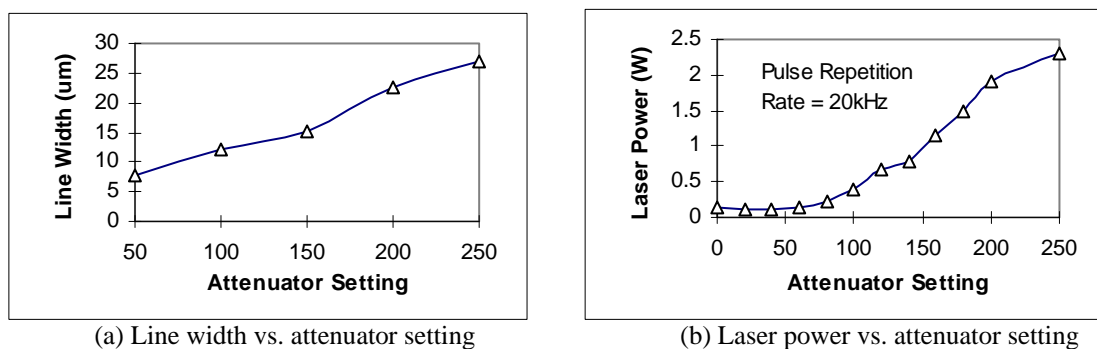 30
25
20
15
10
5
0
50 100 150 200 250
Line Width (um)
Attenuator Setting
(a) Line width vs. attenuator setting
2.5
2
1.5
1
0.5
0
0 50 100 150 200 250
Laser Power (W)
Pulse Repetition
Rate = 20kHz
Attenuator Setting
(b) Laser power vs. attenuator setting